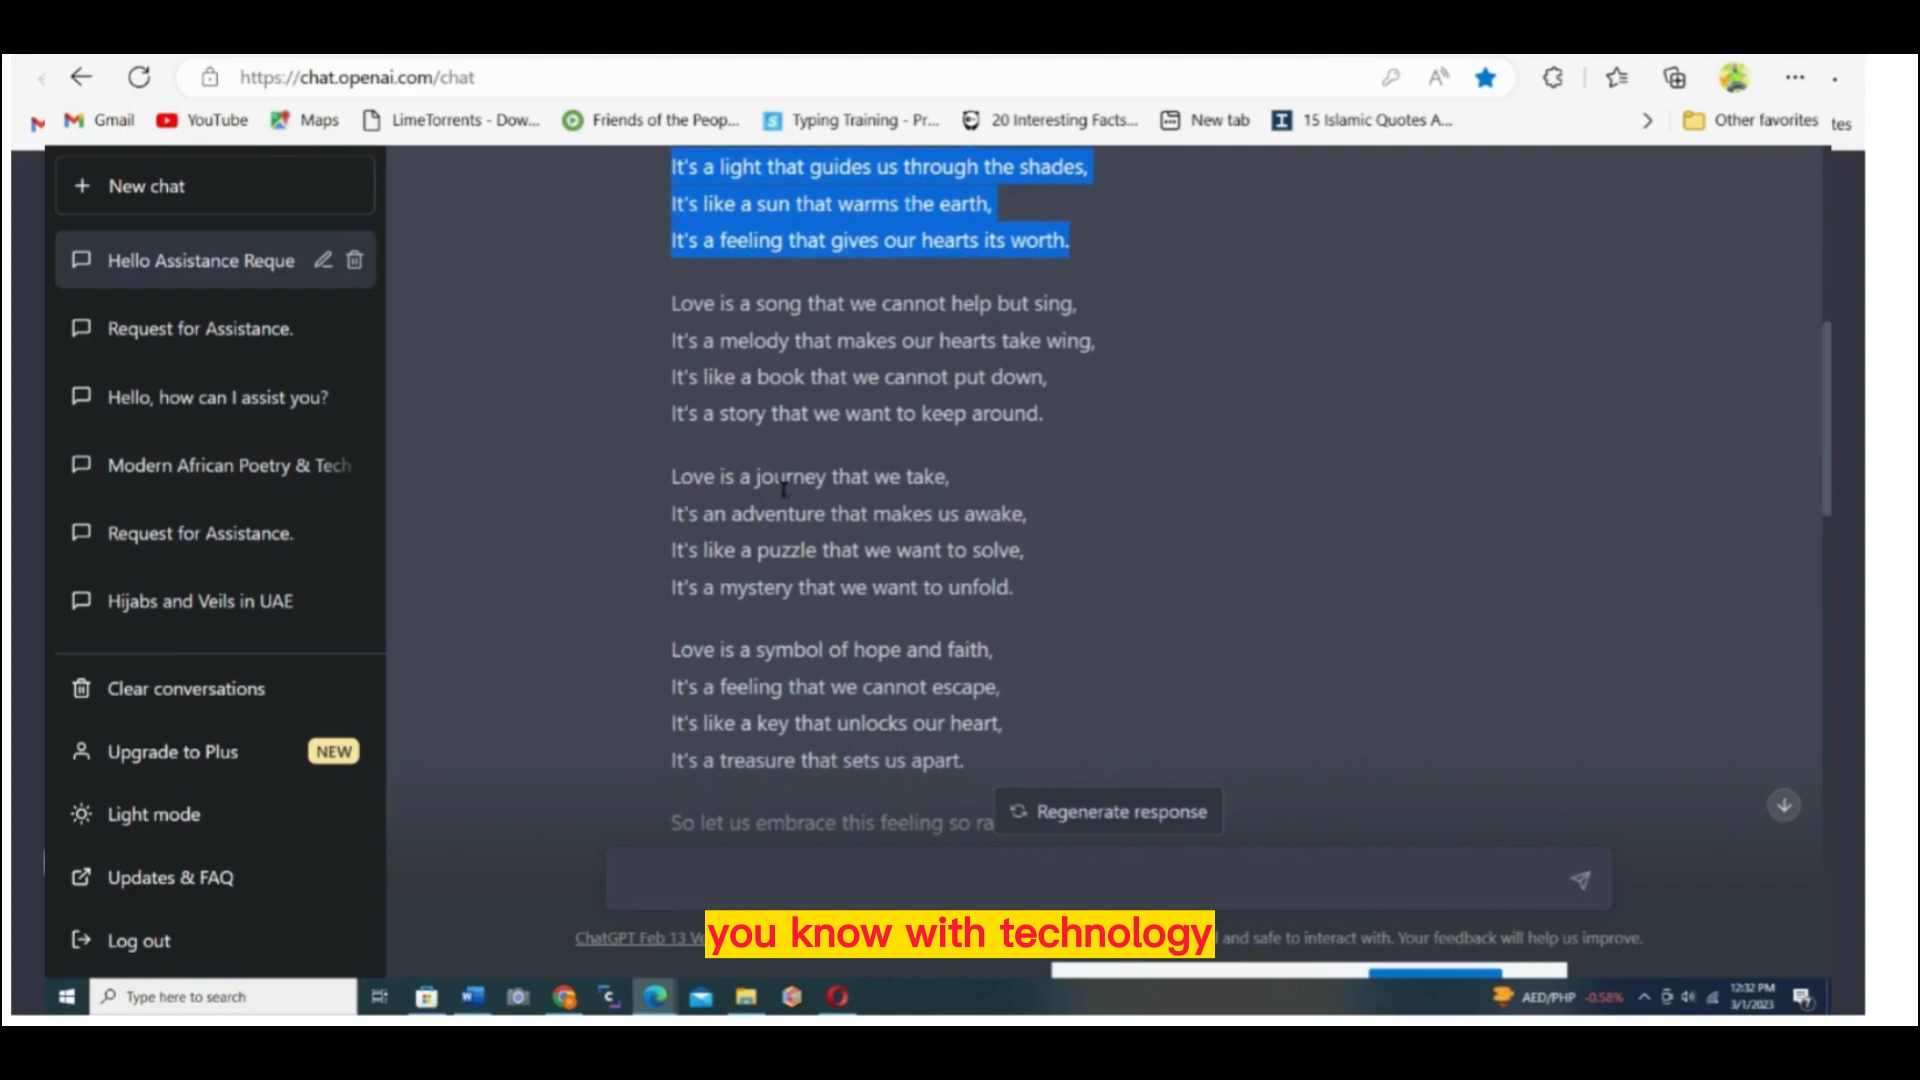 https://chat.openai.com/chat
Gmail YouTube Maps LimeTorrents - Dow... Friends of the Peop... Typing Training - Pr... 20 Interesting Facts... New tab 15 Islamic Quotes A... Other favorites tes
New chat
Hello Assistance Reque
Request for Assistance.
Hello, how can I assist you?
Modern African Poetry & Tech
Request for Assistance.
Hijabs and Veils in UAE
Clear conversations
Upgrade to Plus NEW
Light mode
Updates & FAQ
Log out
It's a light that guides us through the shades,
It's like a sun that warms the earth,
It's a feeling that gives our hearts its worth.
Love is a song that we cannot help but sing,
It's a melody that makes our hearts take wing,
It's like a book that we cannot put down,
It's a story that we want to keep around.
Love is a journey that we take,
It's an adventure that makes us awake,
It's like a puzzle that we want to solve,
It's a mystery that we want to unfold.
Love is a symbol of hope and faith,
It's a feeling that we cannot escape,
It's like a key that unlocks our heart,
It's a treasure that sets us apart.
So let us embrace this feeling so ra
Regenerate response
ChatGPT Feb 13 Ve
you know with technology
and safe to interact with. Your feedback will help us improve.
Type here to search
AED/PHP -0.58%
12:32 PM
3/1/2023